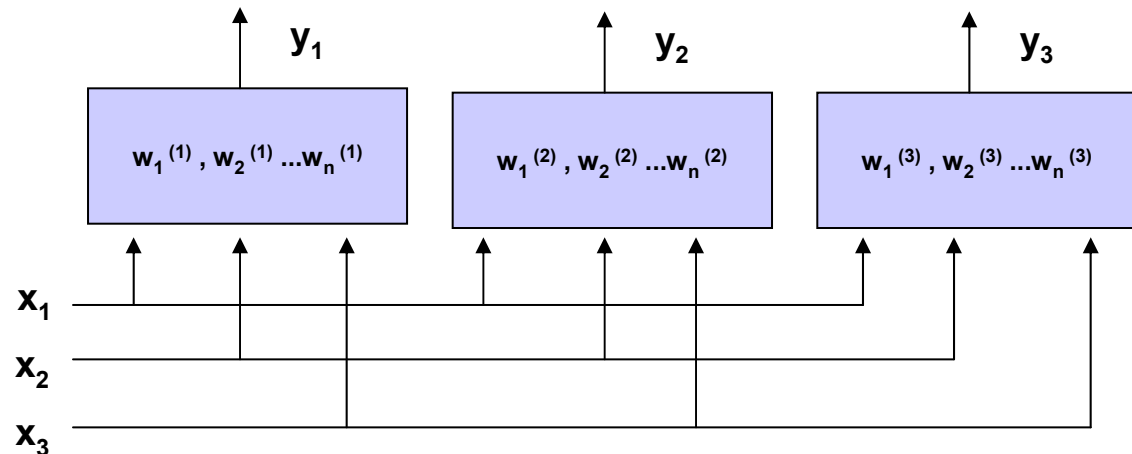 y₁ y₂ y₃
w₁⁽¹⁾ , w₂⁽¹⁾ ...wₙ⁽¹⁾ w₁⁽²⁾ , w₂⁽²⁾ ...wₙ⁽²⁾ w₁⁽³⁾ , w₂⁽³⁾ ...wₙ⁽³⁾
x₁
x₂
x₃